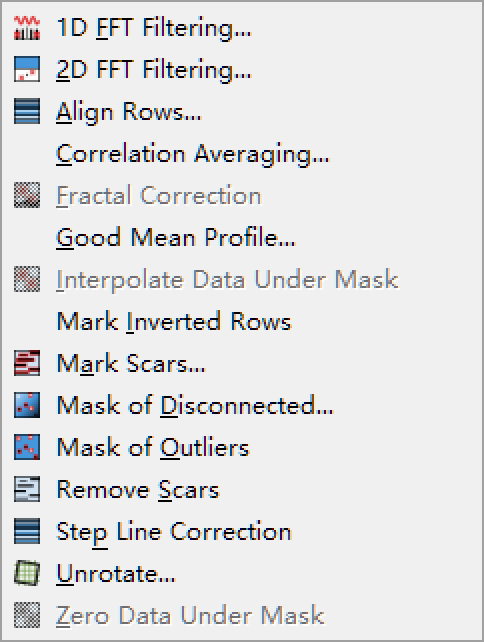 1D FFT Filtering...
2D FFT Filtering...
Align Rows...
Correlation Averaging...
Fractal Correction
Good Mean Profile...
Interpolate Data Under Mask
Mark Inverted Rows
Mark Scars...
Mask of Disconnected...
Mask of Outliers
Remove Scars
Step Line Correction
Unrotate...
Zero Data Under Mask